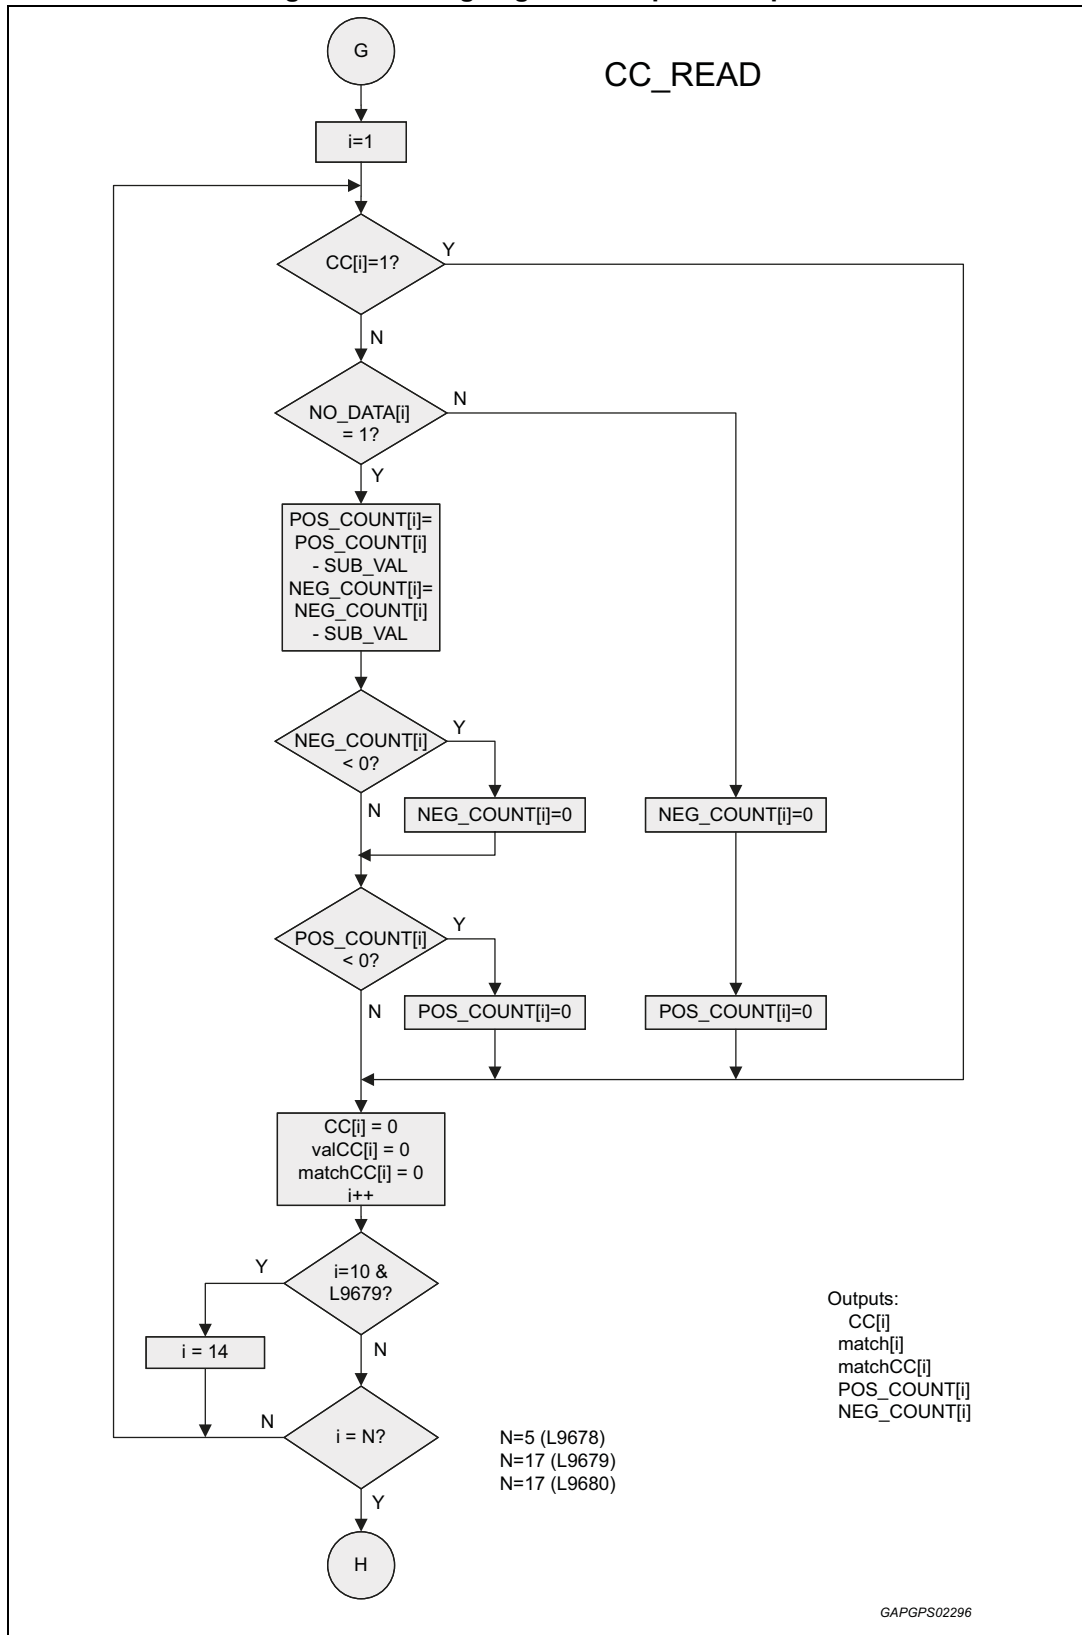 G
CC_READ
i=1
CC[i]=1?
Y
N
NO_DATA[i]
= 1?
N
Y
POS_COUNT[i]=
POS_COUNT[i]
- SUB_VAL
NEG_COUNT[i]=
NEG_COUNT[i]
- SUB_VAL
NEG_COUNT[i]
< 0?
Y
N
NEG_COUNT[i]=0
NEG_COUNT[i]=0
POS_COUNT[i]
< 0?
Y
N
POS_COUNT[i]=0
POS_COUNT[i]=0
CC[i] = 0
valCC[i] = 0
matchCC[i] = 0
i++
i=10 &
L9679?
Y
N
i = 14
i = N?
N
Y
N=5 (L9678)
N=17 (L9679)
N=17 (L9680)
Outputs:
CC[i]
match[i]
matchCC[i]
POS_COUNT[i]
NEG_COUNT[i]
H
GAPGPS02296